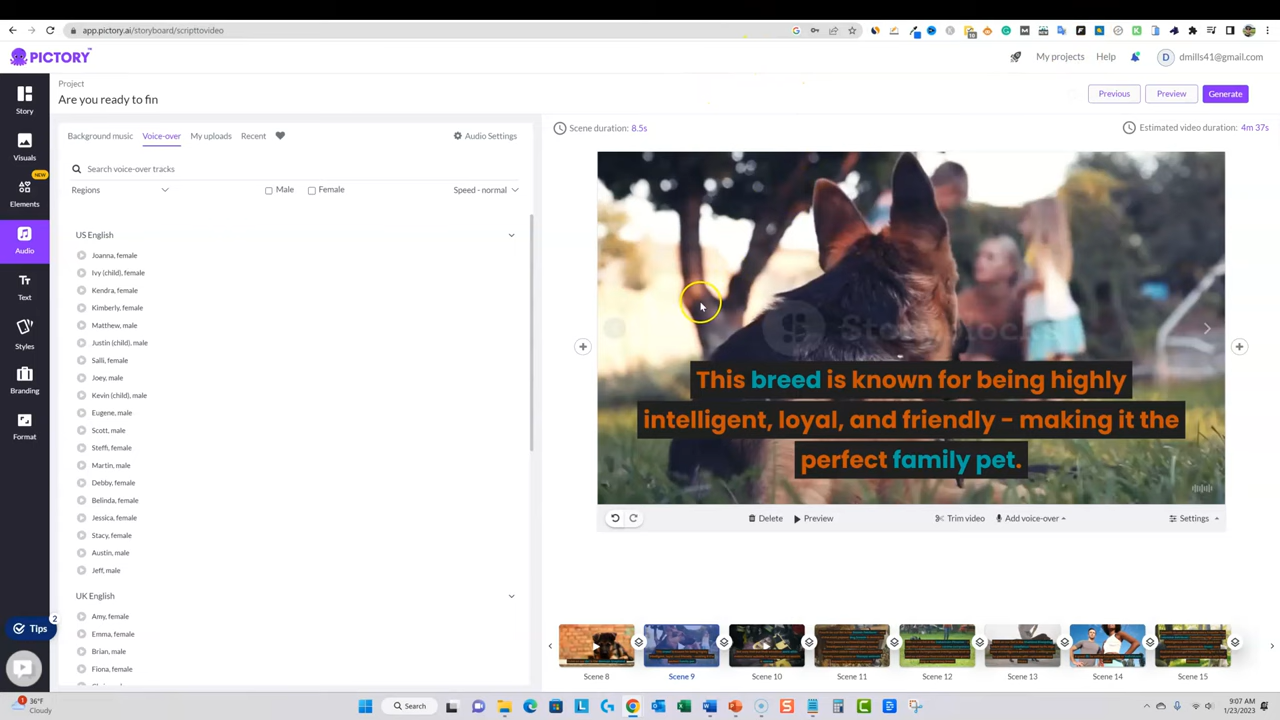 app.pictory.ai/storyboard/scripttovideo
PICTORY™
My projects
Help
D
dmills41@gmail.com
Project
Are you ready to fin
Previous
Preview
Generate
Story
Visuals
NEW
Elements
Audio
Text
Styles
Branding
Format
Tips
2
Background music
Voice-over
My uploads
Recent
Audio Settings
Search voice-over tracks
Regions
Male
Female
Speed - normal
US English
Joanna, female
Ivy (child), female
Kendra, female
Kimberly, female
Matthew, male
Justin (child), male
Salli, female
Joey, male
Kevin (child), male
Eugene, male
Scott, male
Steffi, female
Martin, male
Debby, female
Belinda, female
Jessica, female
Stacy, female
Austin, male
Jeff, male
UK English
Amy, female
Emma, female
Brian, male
Fiona, female
Scene duration: 8.5s
Estimated video duration: 4m 37s
This breed is known for being highly
intelligent, loyal, and friendly - making it the
perfect family pet.
Delete
Preview
Trim video
Add voice-over
Settings
Scene 8
Scene 9
Scene 10
Scene 11
Scene 12
Scene 13
Scene 14
Scene 15
1
36°F
Cloudy
Search
9:07 AM
1/23/2023